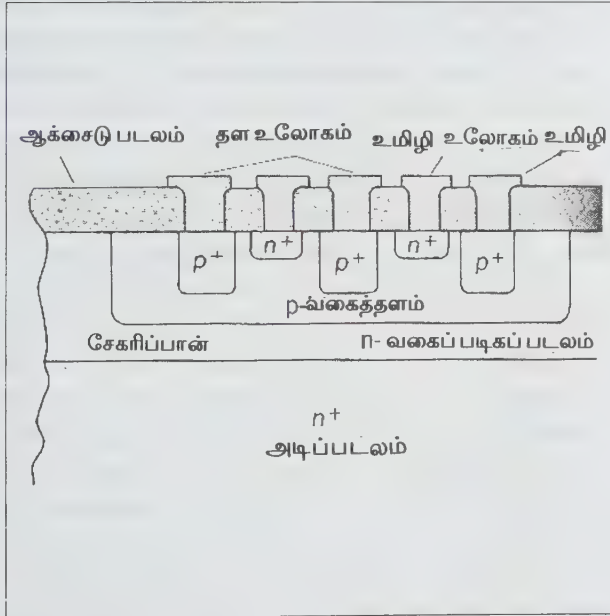 ஆக்சைடு படலம் தள உலோகம் உமிழி உலோகம் உமிழி
p+ n+ p+ n+ p+
p-வகைத்தளம்
சேகரிப்பான் n- வகைப் படிகப் படலம்
n+
அடிப்படலம்